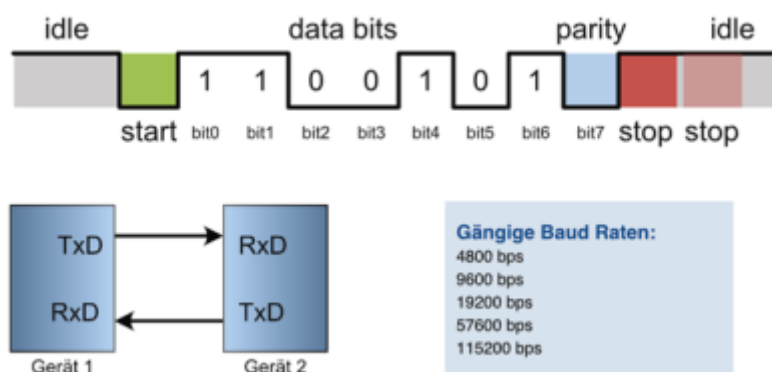 idle data bits parity idle
1 1 0 0 1 0 1
start bit0 bit1 bit2 bit3 bit4 bit5 bit6 bit7 stop stop
TxD RxD
RxD TxD
Gerät 1 Gerät 2
Gängige Baud Raten:
4800 bps
9600 bps
19200 bps
57600 bps
115200 bps